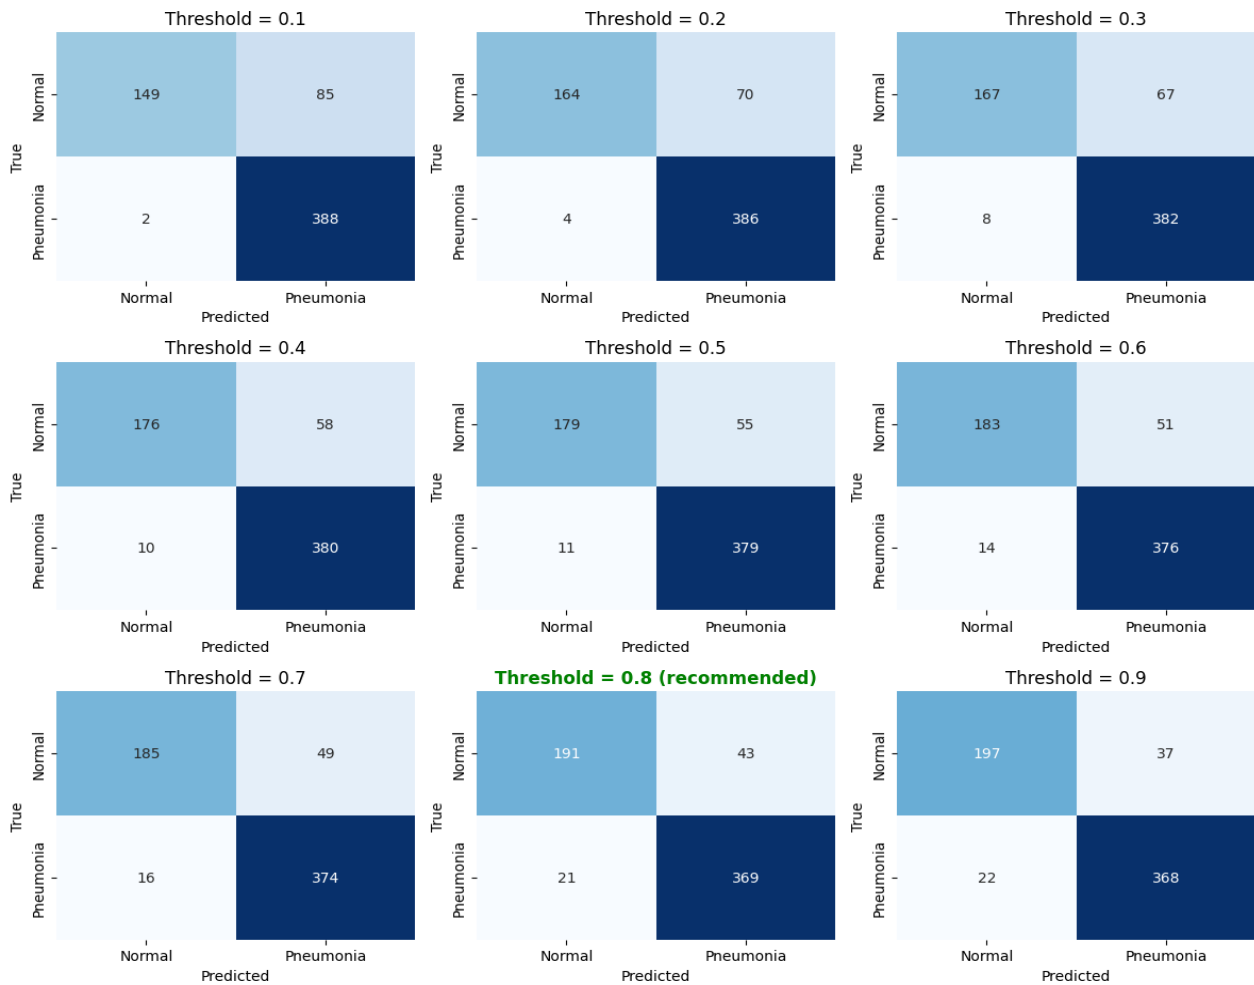 Threshold = 0.1
Normal
149
85
True
Pneumonia
2
388
Normal
Pneumonia
Predicted
Threshold = 0.2
Normal
164
70
True
Pneumonia
4
386
Normal
Pneumonia
Predicted
Threshold = 0.3
Normal
167
67
True
Pneumonia
8
382
Normal
Pneumonia
Predicted
Threshold = 0.4
Normal
176
58
True
Pneumonia
10
380
Normal
Pneumonia
Predicted
Threshold = 0.5
Normal
179
55
True
Pneumonia
11
379
Normal
Pneumonia
Predicted
Threshold = 0.6
Normal
183
51
True
Pneumonia
14
376
Normal
Pneumonia
Predicted
Threshold = 0.7
Normal
185
49
True
Pneumonia
16
374
Normal
Pneumonia
Predicted
Threshold = 0.8 (recommended)
Normal
191
43
True
Pneumonia
21
369
Normal
Pneumonia
Predicted
Threshold = 0.9
Normal
197
37
True
Pneumonia
22
368
Normal
Pneumonia
Predicted